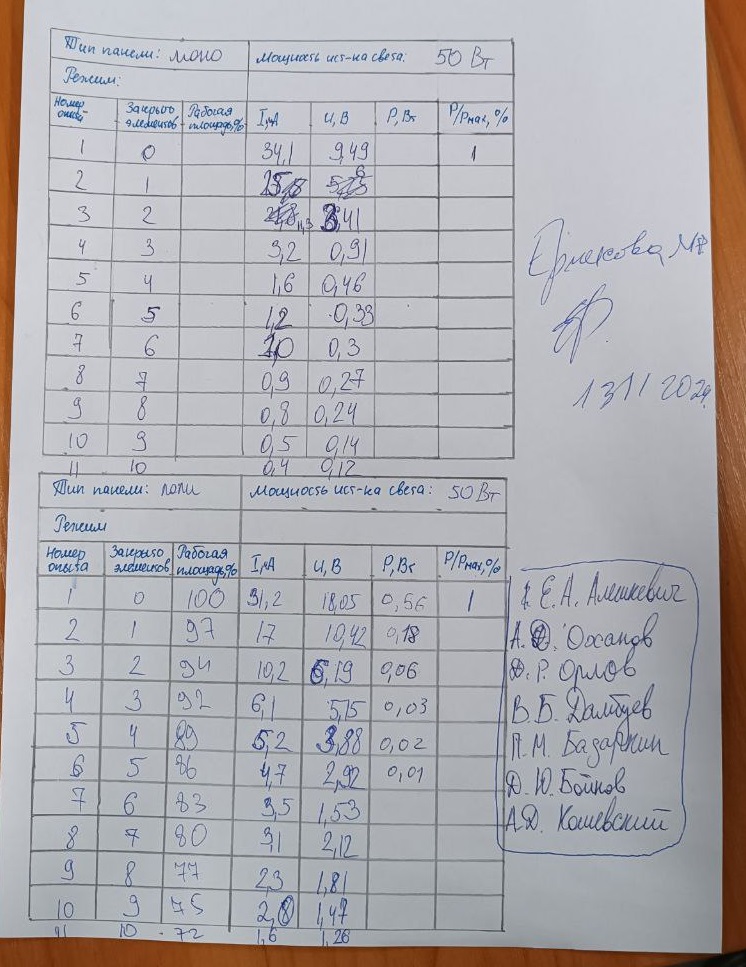 Тип панели: моно Мощность ист-ка света: 50 Вт
Режим:
Номер опыта Закрыто элементов Рабочая площадь,% I,мА U, В P, Вт P/Pмах, %
1 0 34,1 9,49 1
2 1
3 2 11,3 3,41
4 3 3,2 0,91
5 4 1,6 0,46
6 5 1,2 0,33
7 6 1,0 0,3
8 7 0,9 0,27
9 8 0,8 0,24
10 9 0,5 0,14
11 10 0,4 0,12
Ермакова
13 11 2024
Тип панели: поли Мощность ист-ка света: 50 Вт
Режим
Номер опыта Закрыто элементов Рабочая площадь,% I,мА U, В P, Вт P/Pмах, %
1 0 100 31,2 18,05 0,56 1
2 1 97 17 10,42 0,18
3 2 94 10,2 6,19 0,06
4 3 92 6,1 5,15 0,03
5 4 89 5,2 3,88 0,02
6 5 86 4,7 2,92 0,01
7 6 83 3,5 1,53
8 7 80 3,1 2,12
9 8 77 2,3 1,81
10 9 75 2,0 1,47
11 10 72 1,6 1,26
Е.А. Алешкевич
А. Ф. Оханов
Ф. Р. Орлов
В.Б. Дамбуев
П.М. Базаркин
Д. Ю. Бойков
А.Д. Кошевский